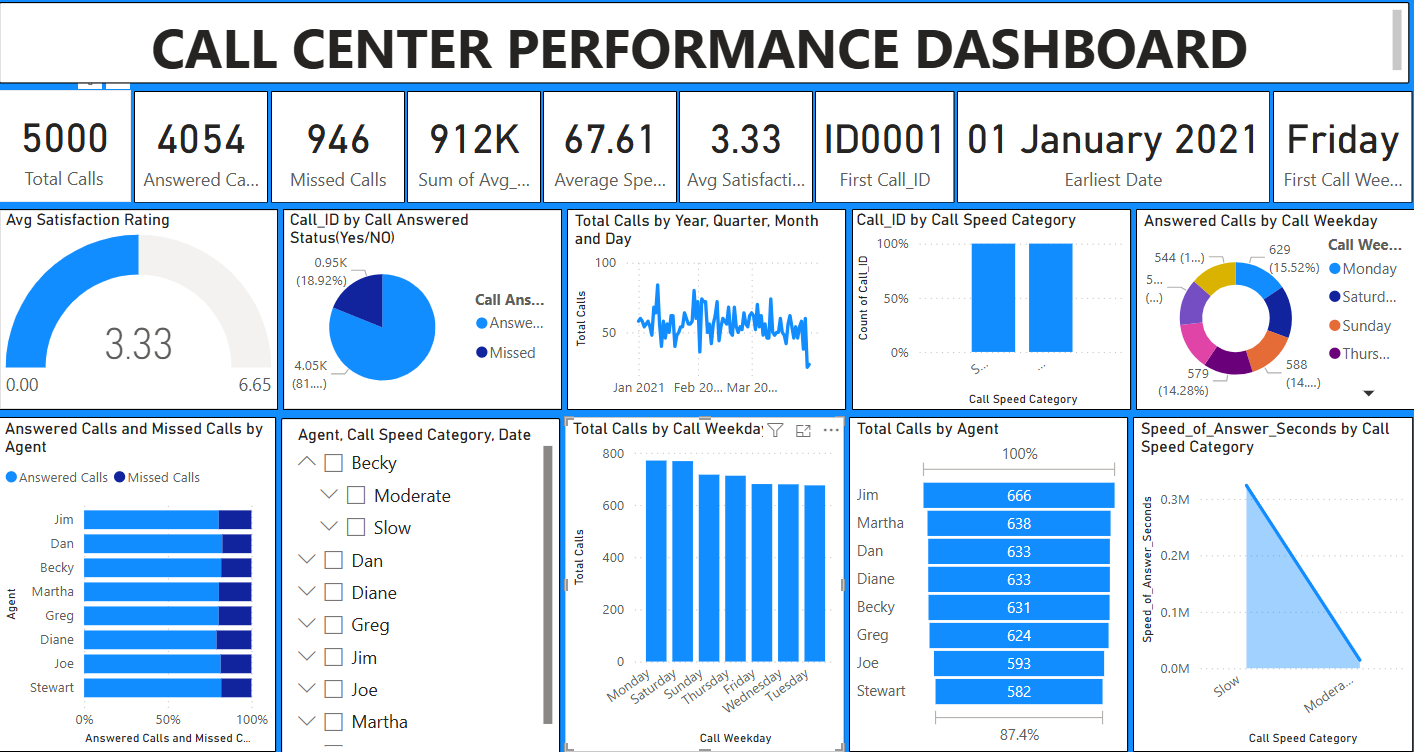 CALL CENTER PERFORMANCE DASHBOARD
5000
Total Calls
4054
Answered Ca...
946
Missed Calls
912K
Sum of Avg_...
67.61
Average Spe...
3.33
Avg Satisfacti...
ID0001
First Call_ID
01 January 2021
Earliest Date
Friday
First Call Wee...
Avg Satisfaction Rating
3.33
0.00
6.65
Call_ID by Call Answered
Status(Yes/NO)
0.95K
(18.92%)
4.05K
(81....)
Call Ans...
Answe...
Missed
Total Calls by Year, Quarter, Month
and Day
Total Calls
100
50
Jan 2021
Feb 20...
Mar 20...
Call_ID by Call Speed Category
Count of Call_ID
100%
50%
0%
S...
...
Call Speed Category
Answered Calls by Call Weekday
629
(15.52%)
588
(14....)
579
(14.28%)
5...
(...)
544 (1...)
Call Wee...
Monday
Saturd...
Sunday
Thurs...
Answered Calls and Missed Calls by
Agent
Answered Calls
Missed Calls
Agent
Jim
Dan
Becky
Martha
Greg
Diane
Joe
Stewart
0%
50%
100%
Answered Calls and Missed C...
Agent, Call Speed Category, Date
Becky
Moderate
Slow
Dan
Diane
Greg
Jim
Joe
Martha
Total Calls by Call Weekday
Total Calls
800
600
400
200
0
Monday
Saturday
Sunday
Thursday
Friday
Wednesday
Tuesday
Call Weekday
Total Calls by Agent
100%
Jim 666
Martha 638
Dan 633
Diane 633
Becky 631
Greg 624
Joe 593
Stewart 582
87.4%
Speed_of_Answer_Seconds by Call
Speed Category
Speed_of_Answer_Seconds
0.3M
0.2M
0.1M
0.0M
Slow
Modera...
Call Speed Category